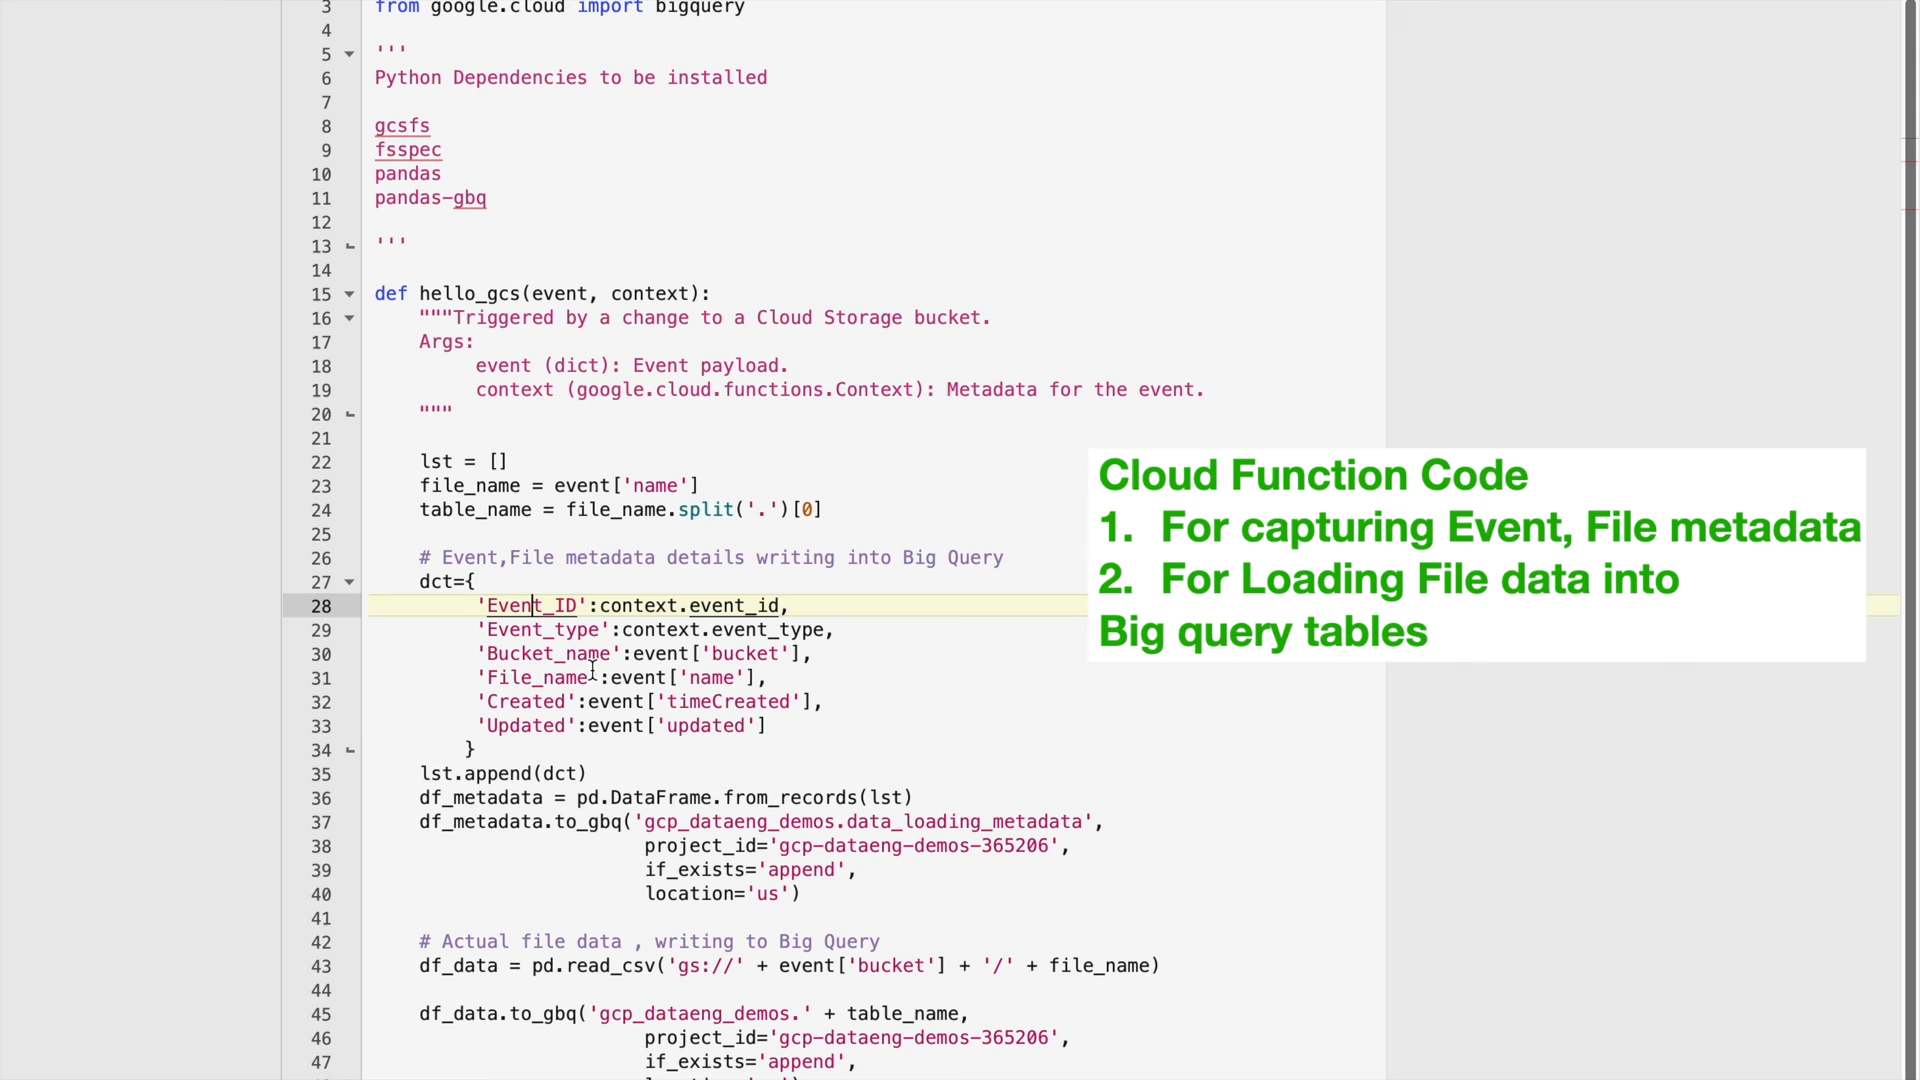 3 from google.cloud import bigquery
4
5 '''
6 Python Dependencies to be installed
7
8 gcsfs
9 fsspec
10 pandas
11 pandas-gbq
12
13 '''
14
15 def hello_gcs(event, context):
16 """Triggered by a change to a Cloud Storage bucket.
17 Args:
18 event (dict): Event payload.
19 context (google.cloud.functions.Context): Metadata for the event.
20 """
21
22 lst = []
23 file_name = event['name']
24 table_name = file_name.split('.')[0]
25
26 # Event,File metadata details writing into Big Query
27 dct={
28 'Event_ID':context.event_id,
29 'Event_type':context.event_type,
30 'Bucket_name':event['bucket'],
31 'File_name':event['name'],
32 'Created':event['timeCreated'],
33 'Updated':event['updated']
34 }
35 lst.append(dct)
36 df_metadata = pd.DataFrame.from_records(lst)
37 df_metadata.to_gbq('gcp_dataeng_demos.data_loading_metadata',
38 project_id='gcp-dataeng-demos-365206',
39 if_exists='append',
40 location='us')
41
42 # Actual file data , writing to Big Query
43 df_data = pd.read_csv('gs://' + event['bucket'] + '/' + file_name)
44
45 df_data.to_gbq('gcp_dataeng_demos.' + table_name,
46 project_id='gcp-dataeng-demos-365206',
47 if_exists='append',
Cloud Function Code
1. For capturing Event, File metadata
2. For Loading File data into
Big query tables